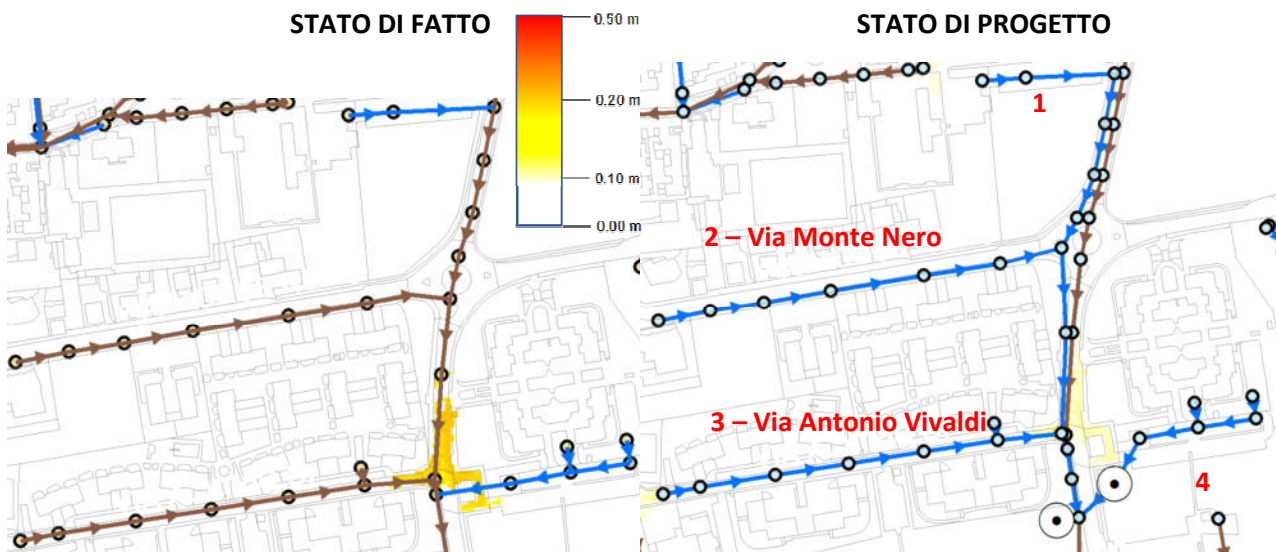 STATO DI FATTO
0.50 m
0.20 m
0.10 m
0.00 m
STATO DI PROGETTO
1
2 – Via Monte Nero
3 – Via Antonio Vivaldi
4